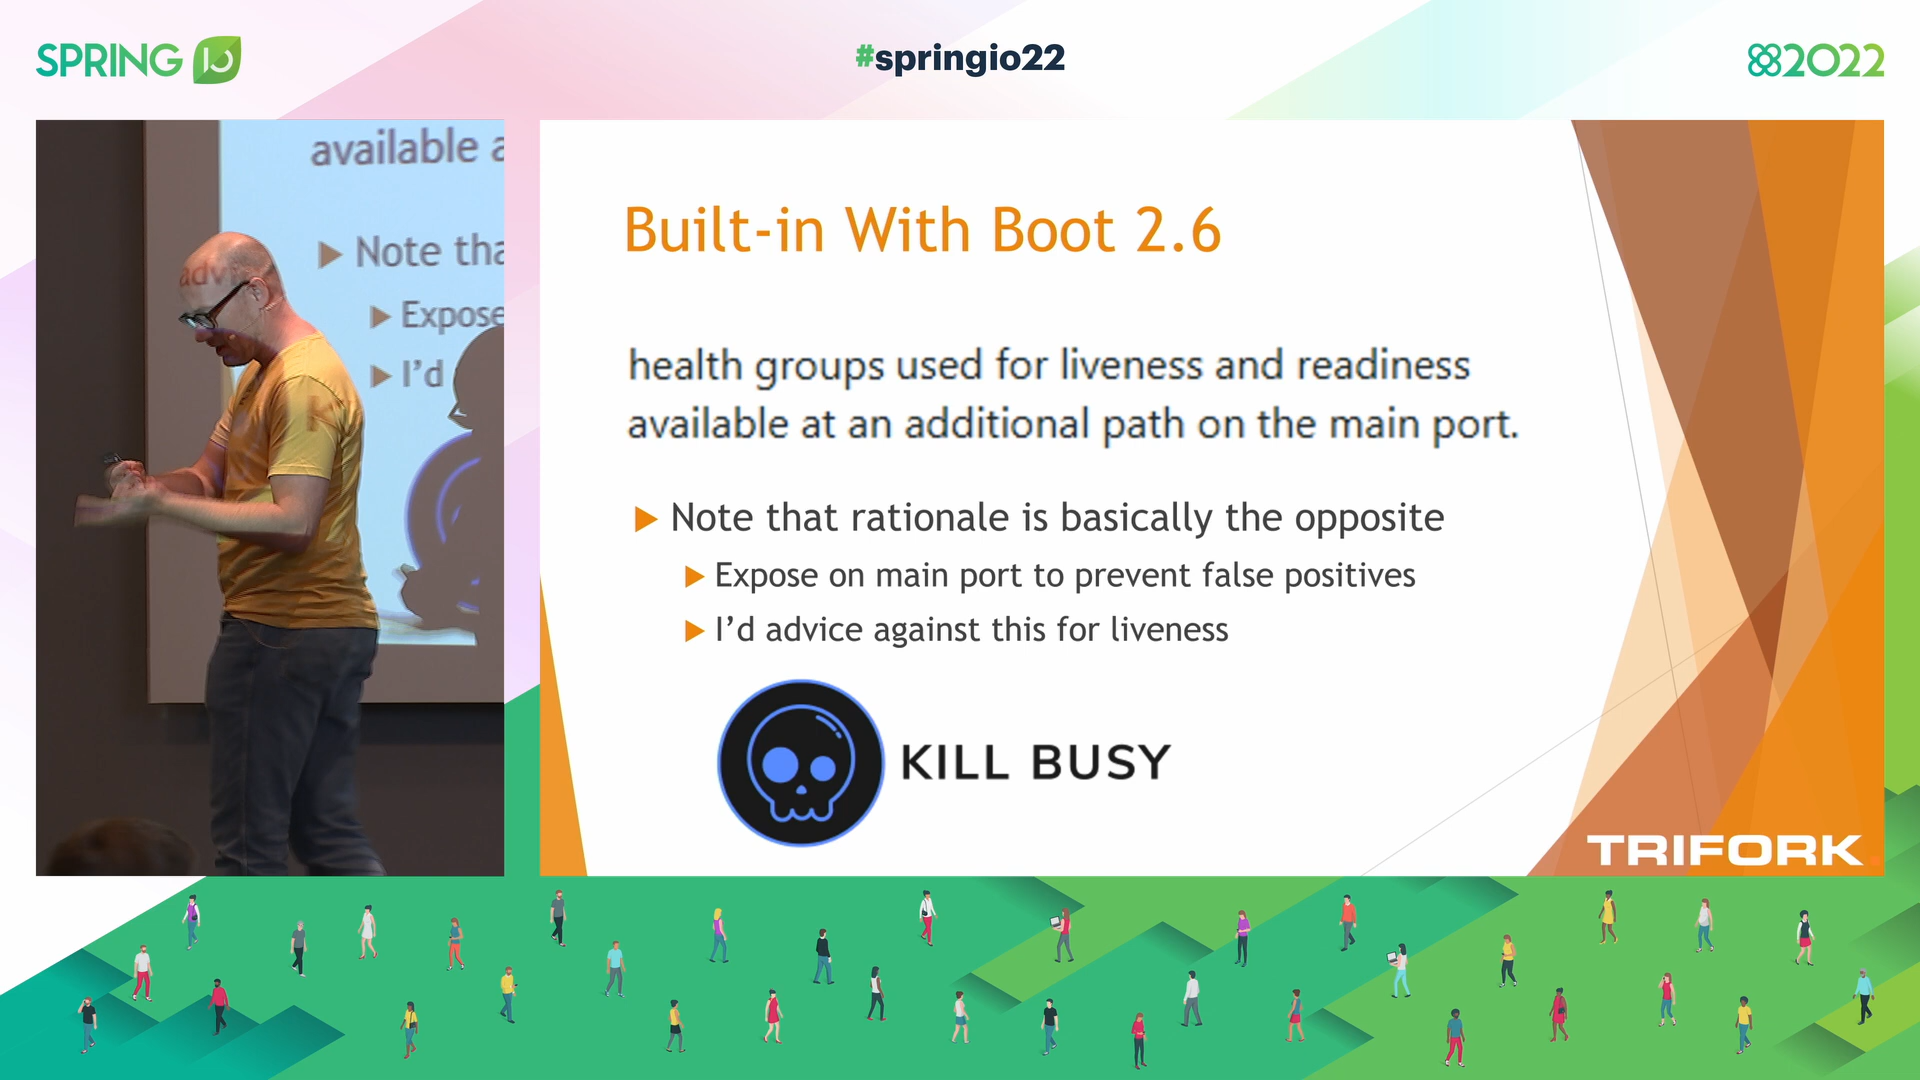 SPRING IO
#springio22
2022
available a
Note tha
Expose
I'd
adv
K
Built-in With Boot 2.6
health groups used for liveness and readiness
available at an additional path on the main port.
Note that rationale is basically the opposite
Expose on main port to prevent false positives
I'd advice against this for liveness
KILL BUSY
TRIFORK